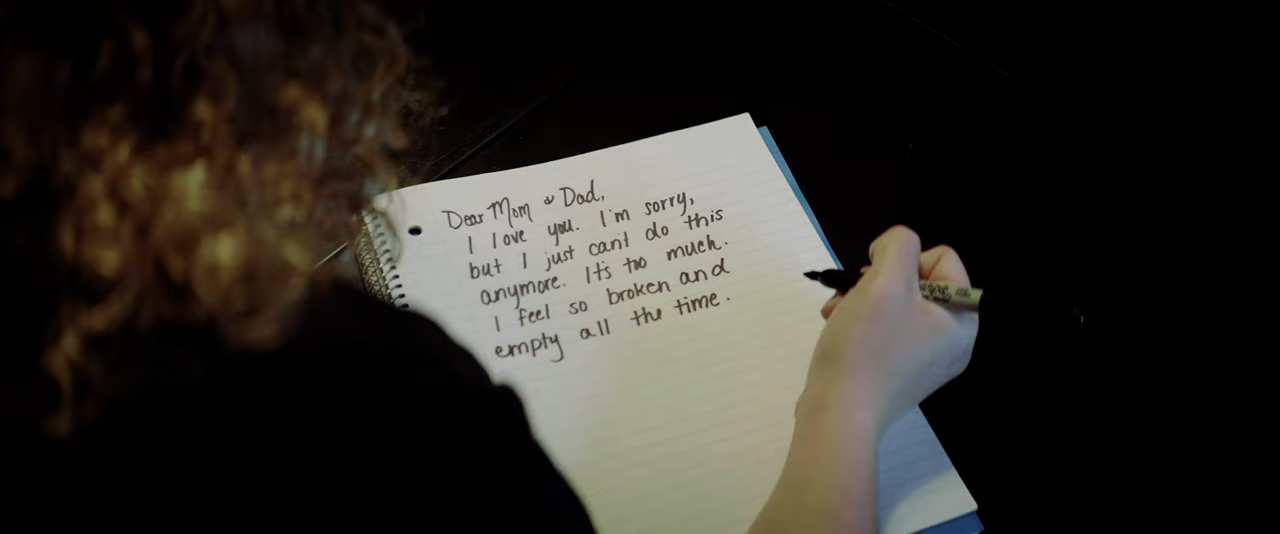 Dear Mom & Dad,
I love you. I'm sorry,
but I just can't do this
anymore. It's too much.
I feel so broken and
empty all the time.